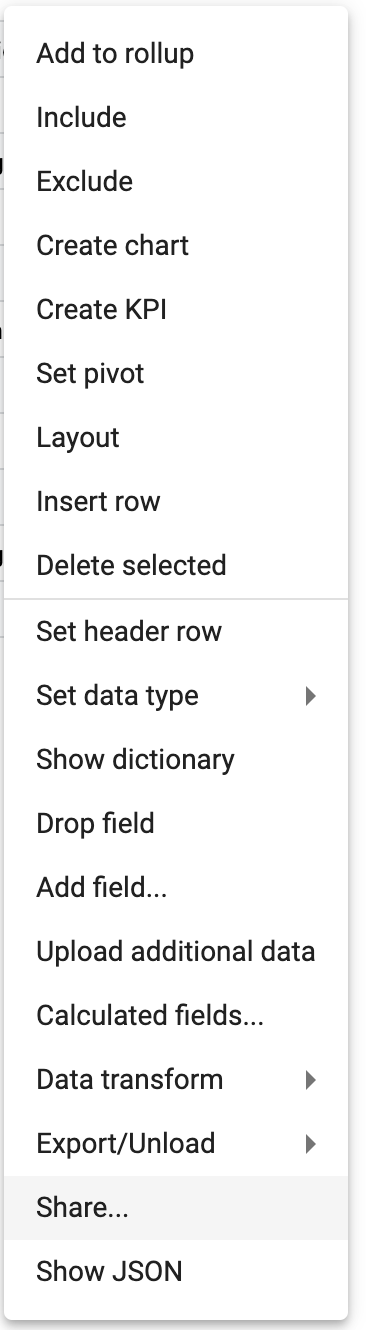 Add to rollup
Include
Exclude
Create chart
Create KPI
Set pivot
Layout
Insert row
Delete selected
Set header row
Set data type
Show dictionary
Drop field
Add field...
Upload additional data
Calculated fields...
Data transform
Export/Unload
Share...
Show JSON